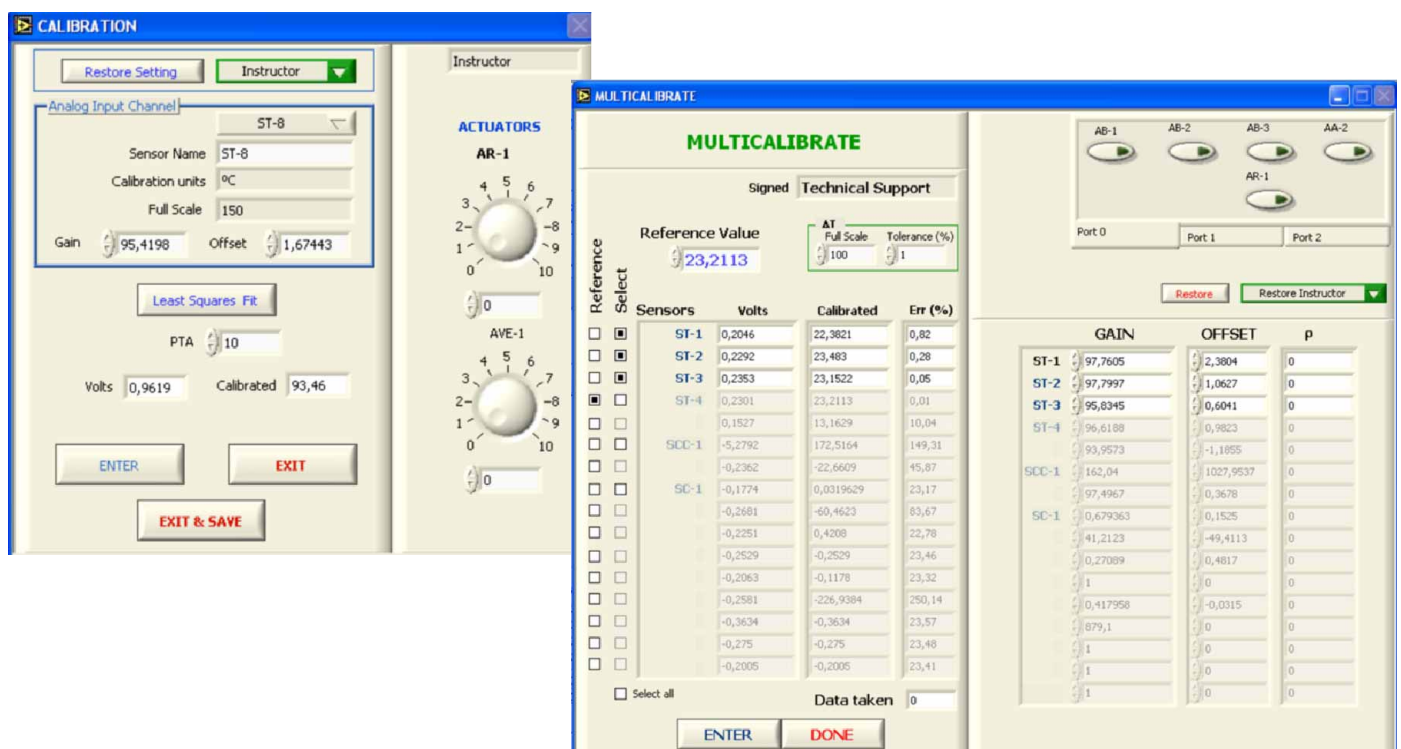 CALIBRATION
Restore Setting Instructor
Analog Input Channel
ST-8
Sensor Name ST-8
Calibration units ºC
Full Scale 150
Gain 95,4198 Offset 1,67443
Least Squares Fit
PTA 10
Volts 0,9619 Calibrated 93,46
ENTER EXIT
EXIT & SAVE
Instructor
ACTUATORS
AR-1
0 1 2 3 4 5 6 7 8 9 10
0
AVE-1
0 1 2 3 4 5 6 7 8 9 10
0
MULTICALIBRATE
MULTICALIBRATE
Signed Technical Support
Reference Value
23,2113
ΔT
Full Scale Tolerance (%)
100 1
Reference
Select
Sensors Volts Calibrated Err (%)
ST-1 0,2046 22,3821 0,82
ST-2 0,2292 23,483 0,28
ST-3 0,2353 23,1522 0,05
ST-4 0,2301 23,2113 0,01
0,1527 13,1629 10,04
SCC-1 -5,2792 172,5164 149,31
-0,2362 -22,6609 45,87
SC-1 -0,1774 0,0319629 23,17
-0,2681 -60,4623 83,67
-0,2251 0,4208 22,78
-0,2529 -0,2529 23,46
-0,2063 -0,1178 23,32
-0,2581 -226,9384 250,14
-0,3634 -0,3634 23,57
-0,275 -0,275 23,48
-0,2005 -0,2005 23,41
Select all
Data taken 0
ENTER DONE
AB-1 AB-2 AB-3 AA-2
AR-1
Port 0 Port 1 Port 2
Restore Restore Instructor
GAIN OFFSET ρ
ST-1 97,7605 2,3804 0
ST-2 97,7997 1,0627 0
ST-3 95,8345 0,6041 0
ST-4 96,6188 0,9823 0
93,9573 -1,1855 0
SCC-1 162,04 1027,9537 0
97,4967 0,3678 0
SC-1 0,679363 0,1525 0
41,2123 -49,4113 0
0,27089 0,4817 0
1 0 0
0,417958 -0,0315 0
879,1 0 0
1 0 0
1 0 0
1 0 0